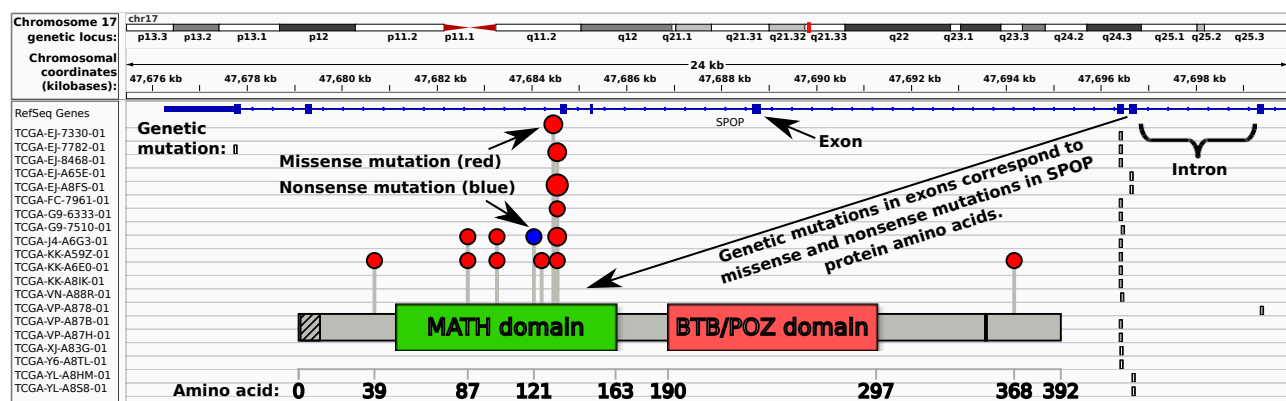 Chromosome 17
genetic locus:
chr17
p13.3 p13.2 p13.1 p12 p11.2 p11.1 q11.2 q12 q21.1 q21.31 q21.32 q21.33 q22 q23.1 q23.3 q24.2 q24.3 q25.1 q25.2 q25.3
Chromosomal
coordinates
(kilobases):
24 kb
47,676 kb 47,678 kb 47,680 kb 47,682 kb 47,684 kb 47,686 kb 47,688 kb 47,690 kb 47,692 kb 47,694 kb 47,696 kb 47,698 kb
RefSeq Genes
SPOP
TCGA-EJ-7330-01
TCGA-EJ-7782-01
TCGA-EJ-8468-01
TCGA-EJ-A65E-01
TCGA-EJ-A8FS-01
TCGA-FC-7961-01
TCGA-G9-6333-01
TCGA-G9-7510-01
TCGA-J4-A6G3-01
TCGA-KK-A59Z-01
TCGA-KK-A6E0-01
TCGA-KK-A8IK-01
TCGA-VN-A88R-01
TCGA-VP-A878-01
TCGA-VP-A87B-01
TCGA-VP-A87H-01
TCGA-XJ-A83G-01
TCGA-Y6-A8TL-01
TCGA-YL-A8HM-01
TCGA-YL-A8S8-01
Genetic
mutation:
Missense mutation (red)
Nonsense mutation (blue)
Exon
Intron
Genetic mutations in exons correspond to
missense and nonsense mutations in SPOP
protein amino acids.
MATH domain
BTB/POZ domain
Amino acid: 0 39 87 121 163 190 297 368 392